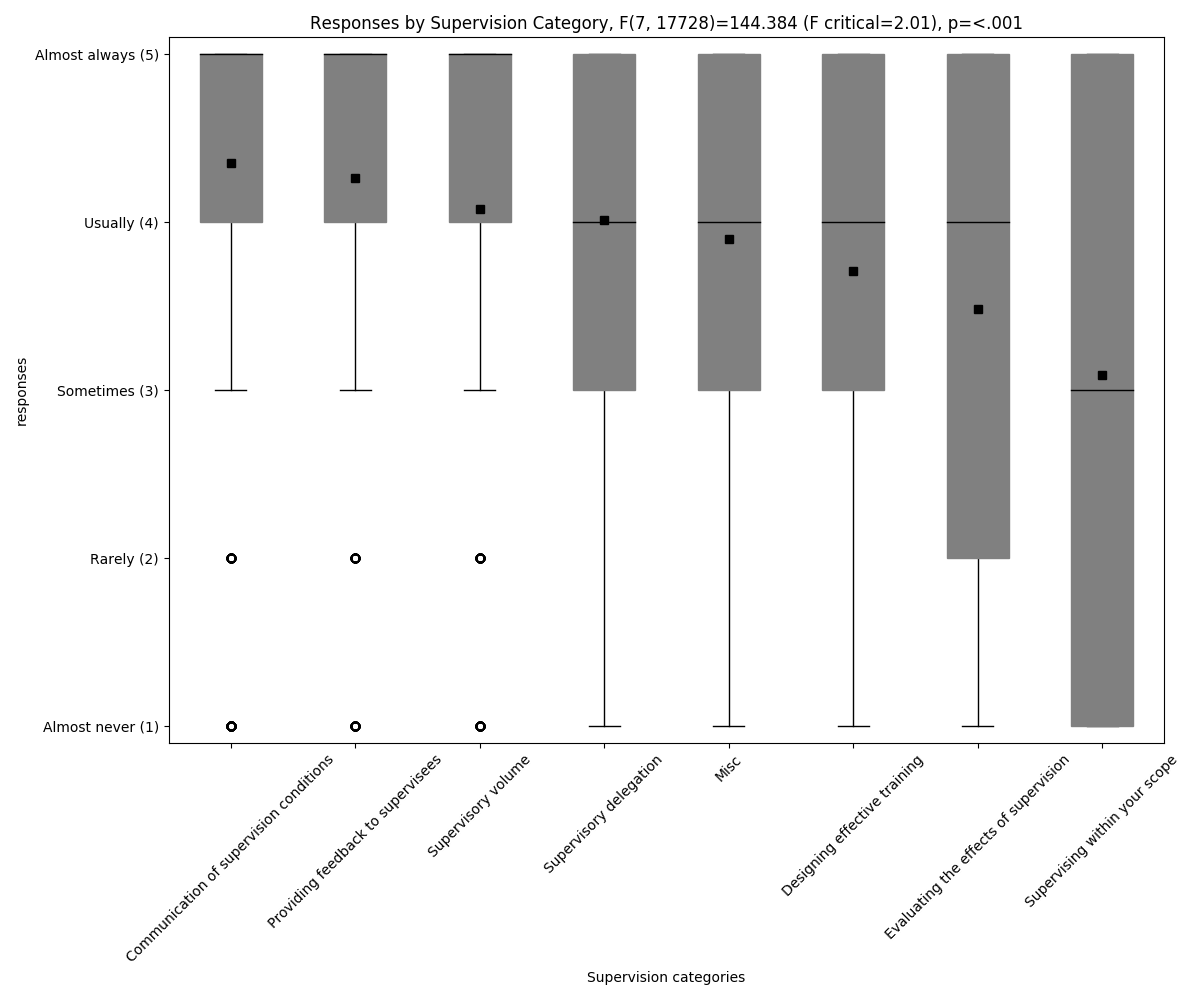 Responses by Supervision Category, F(7, 17728)=144.384 (F critical=2.01), p=<.001
Almost always (5)
Usually (4)
Sometimes (3)
Rarely (2)
Almost never (1)
responses
Communication of supervision conditions
Providing feedback to supervisees
Supervisory volume
Supervisory delegation
Misc
Designing effective training
Evaluating the effects of supervision
Supervising within your scope
Supervision categories